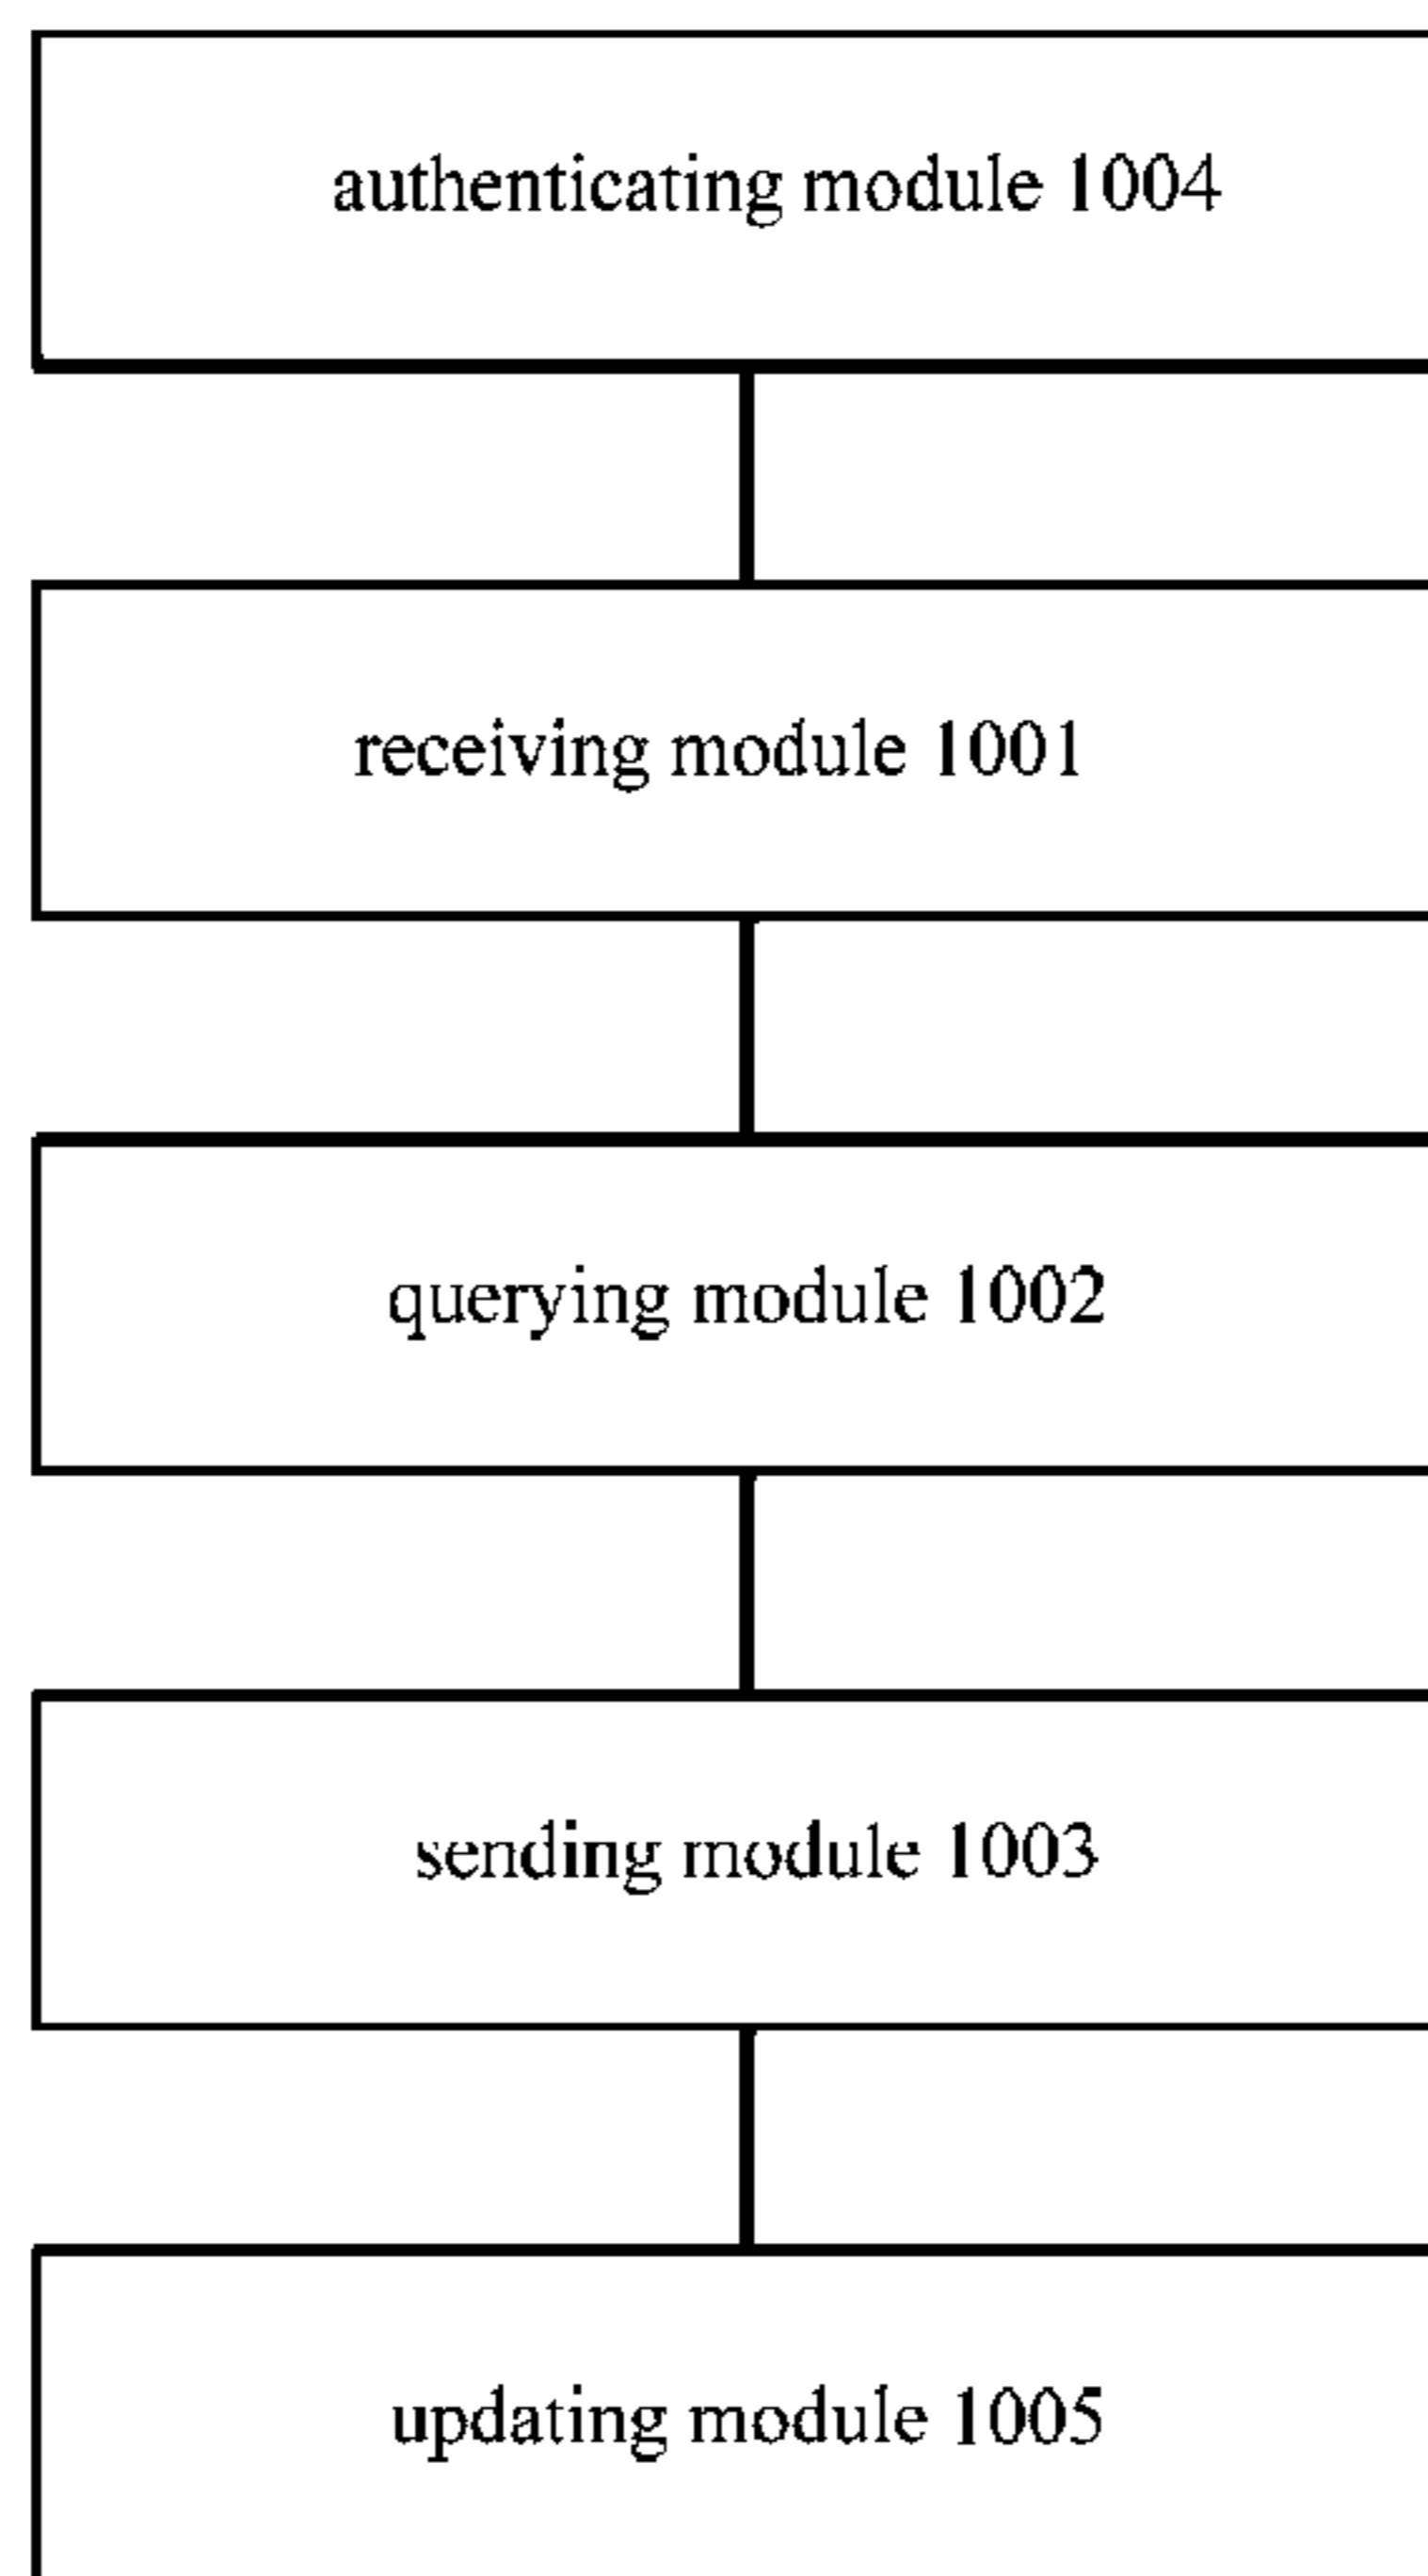 authenticating module 1004
receiving module 1001
querying module 1002
sending module 1003
updating module 1005